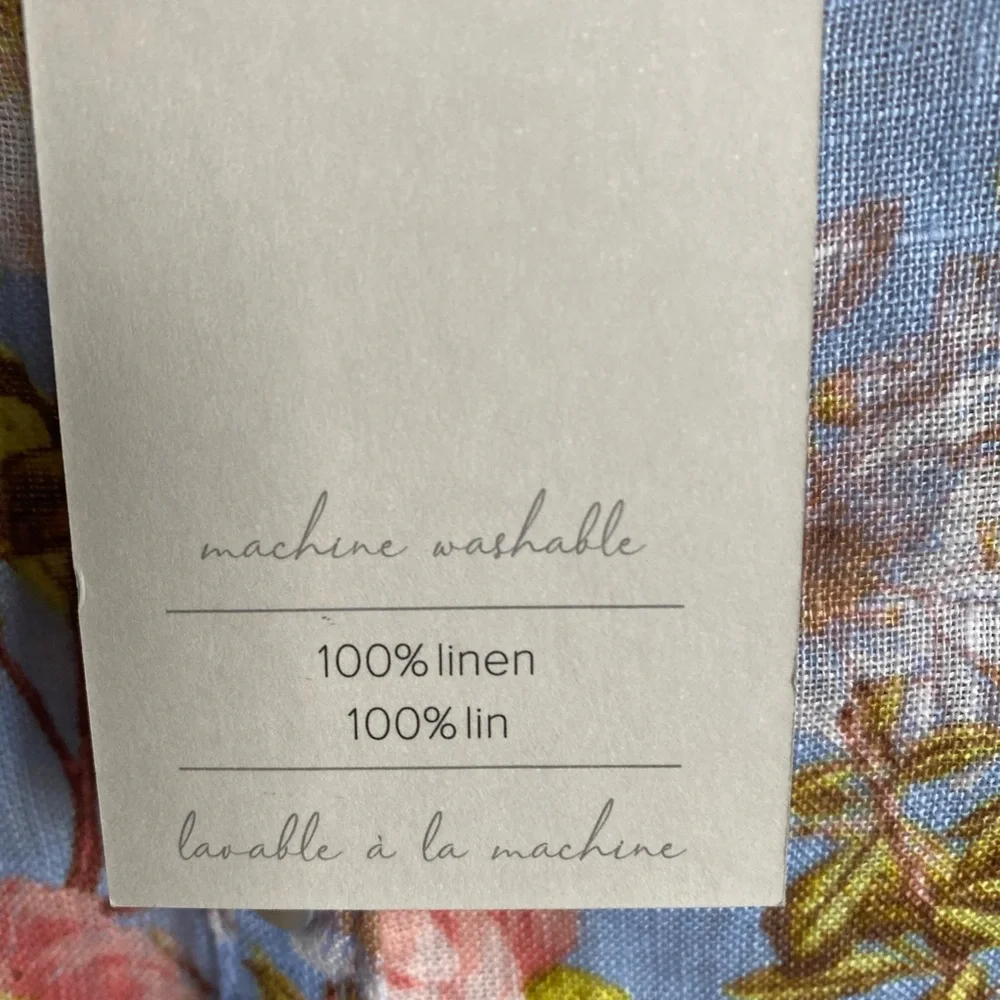 machine washable
100% linen
100% lin
lavable à la machine